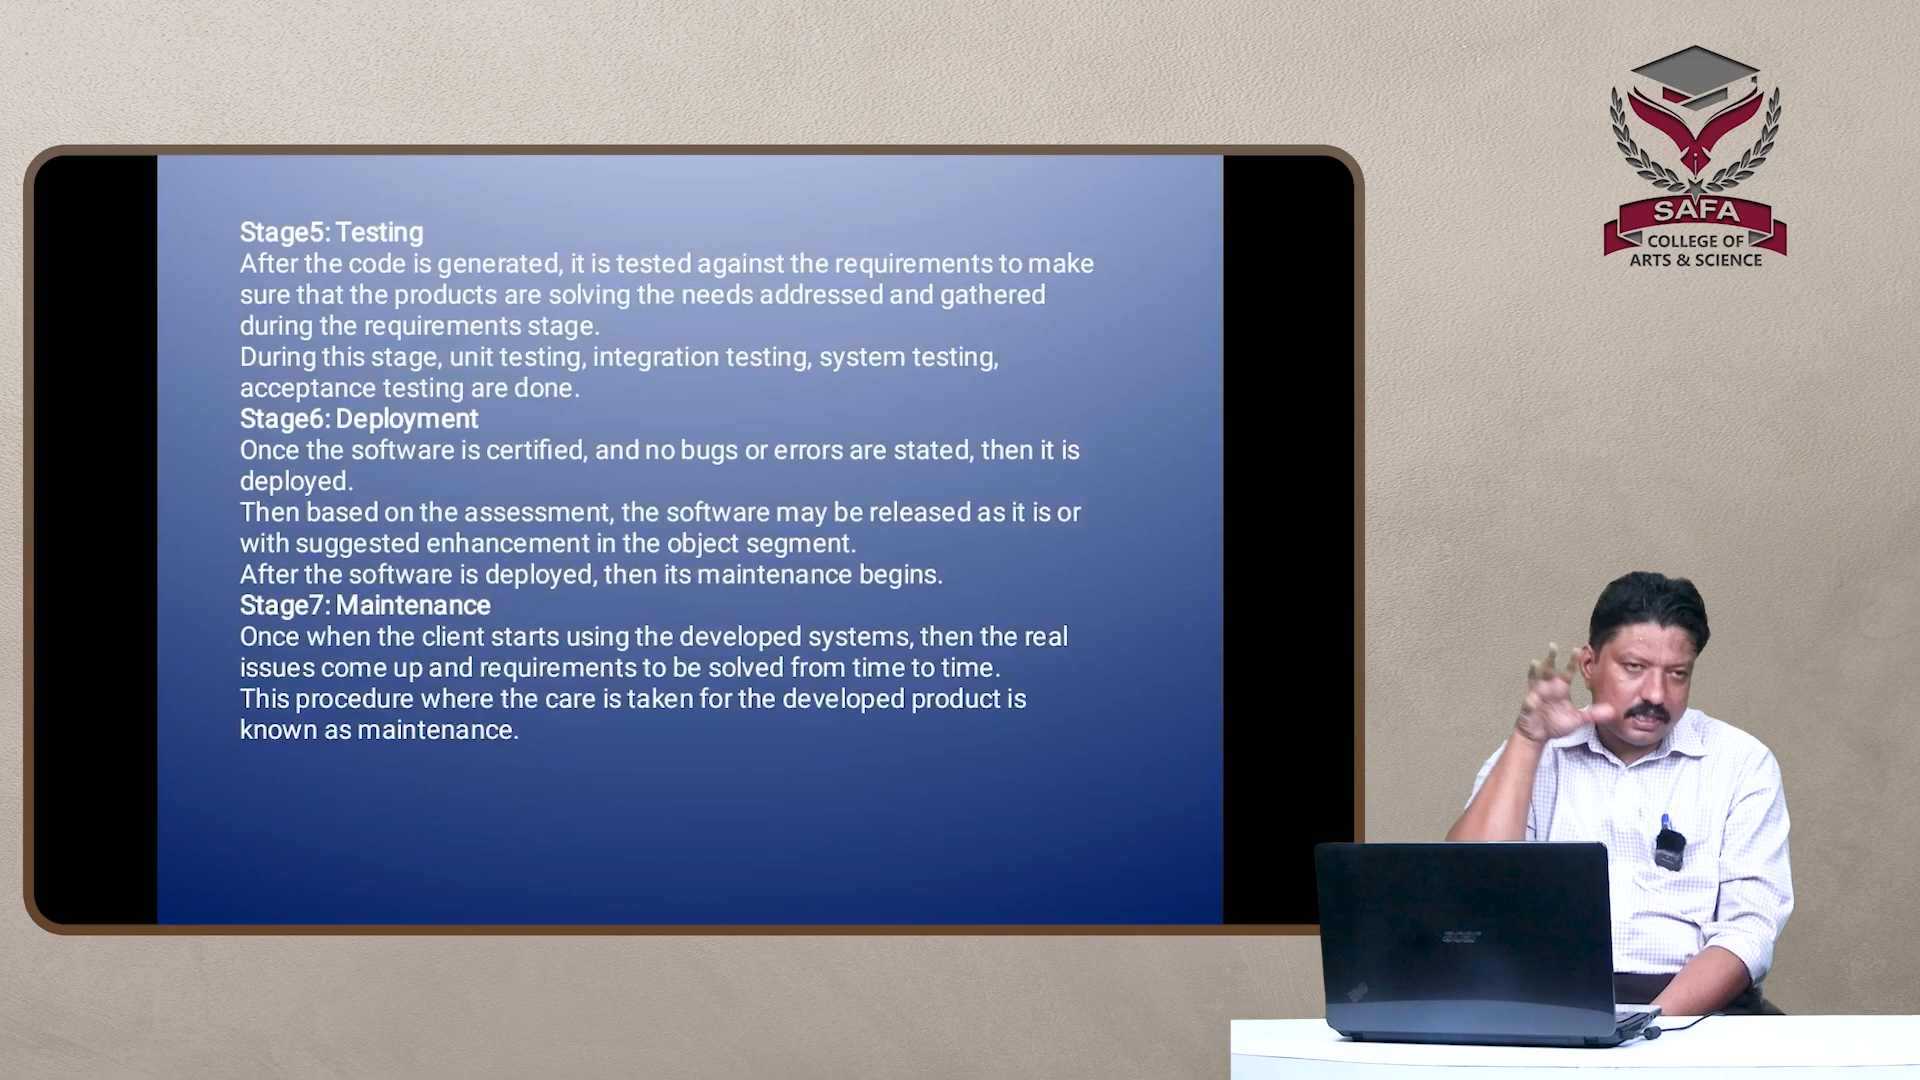 Stage5: Testing
After the code is generated, it is tested against the requirements to make
sure that the products are solving the needs addressed and gathered
during the requirements stage.
During this stage, unit testing, integration testing, system testing,
acceptance testing are done.
Stage6: Deployment
Once the software is certified, and no bugs or errors are stated, then it is
deployed.
Then based on the assessment, the software may be released as it is or
with suggested enhancement in the object segment.
After the software is deployed, then its maintenance begins.
Stage7: Maintenance
Once when the client starts using the developed systems, then the real
issues come up and requirements to be solved from time to time.
This procedure where the care is taken for the developed product is
known as maintenance.
SAFA
COLLEGE OF
ARTS & SCIENCE
acer